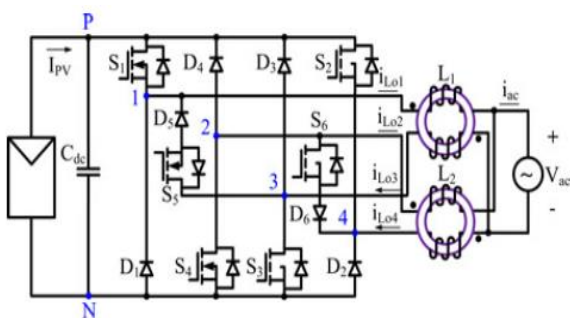 P
I_PV
S₁
D₄
D₃
S₂
i_Lo1
L₁
i_ac
1
D₅
2
S₆
i_Lo2
C_dc
S₅
3
i_Lo3
L₂
+
V_ac
-
D₆
4
i_Lo4
D₁
S₄
S₃
D₂
N